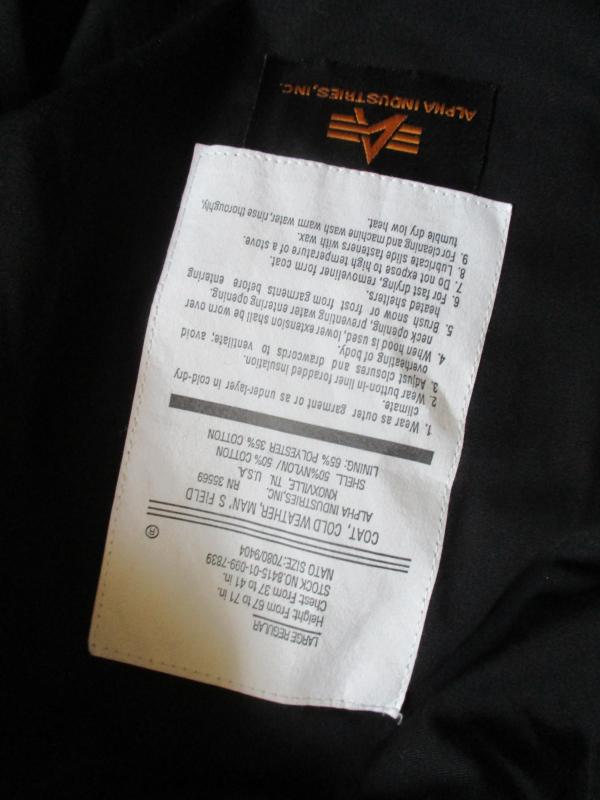 LARGE REGULAR
Height: From 67 to 71 in.
Chest: From 37 to 41 in.
STOCK NO.8415-01-099-7839
NATO SIZE:7080/9404
®
COAT, COLD WEATHER, MAN'S FIELD
ALPHA INDUSTRIES,INC. RN 35569
KNOXVILLE, TN. U.S.A.
SHELL: 50%NYLON/ 50% COTTON
LINING: 65% POLYESTER 35% COTTON
1. Wear as outer garment or as under-layer in cold-dry
climate.
2. Wear button-in liner foradded insulation.
3. Adjust closures and drawcords to ventilate, avoid
overheating of body.
4. When hood is used, lower extension shall be worn over
neck opening, preventing water entering opening.
5. Brush snow or frost from garments before entering
heated shelters.
6. For fast drying, removeliner form coat.
7. Do not expose to high temperature of a stove.
8. Lubricate slide fasteners with wax.
9. For cleaning and machine wash warm water,rinse thoroughly,
tumble dry low heat.
ALPHA INDUSTRIES,INC.